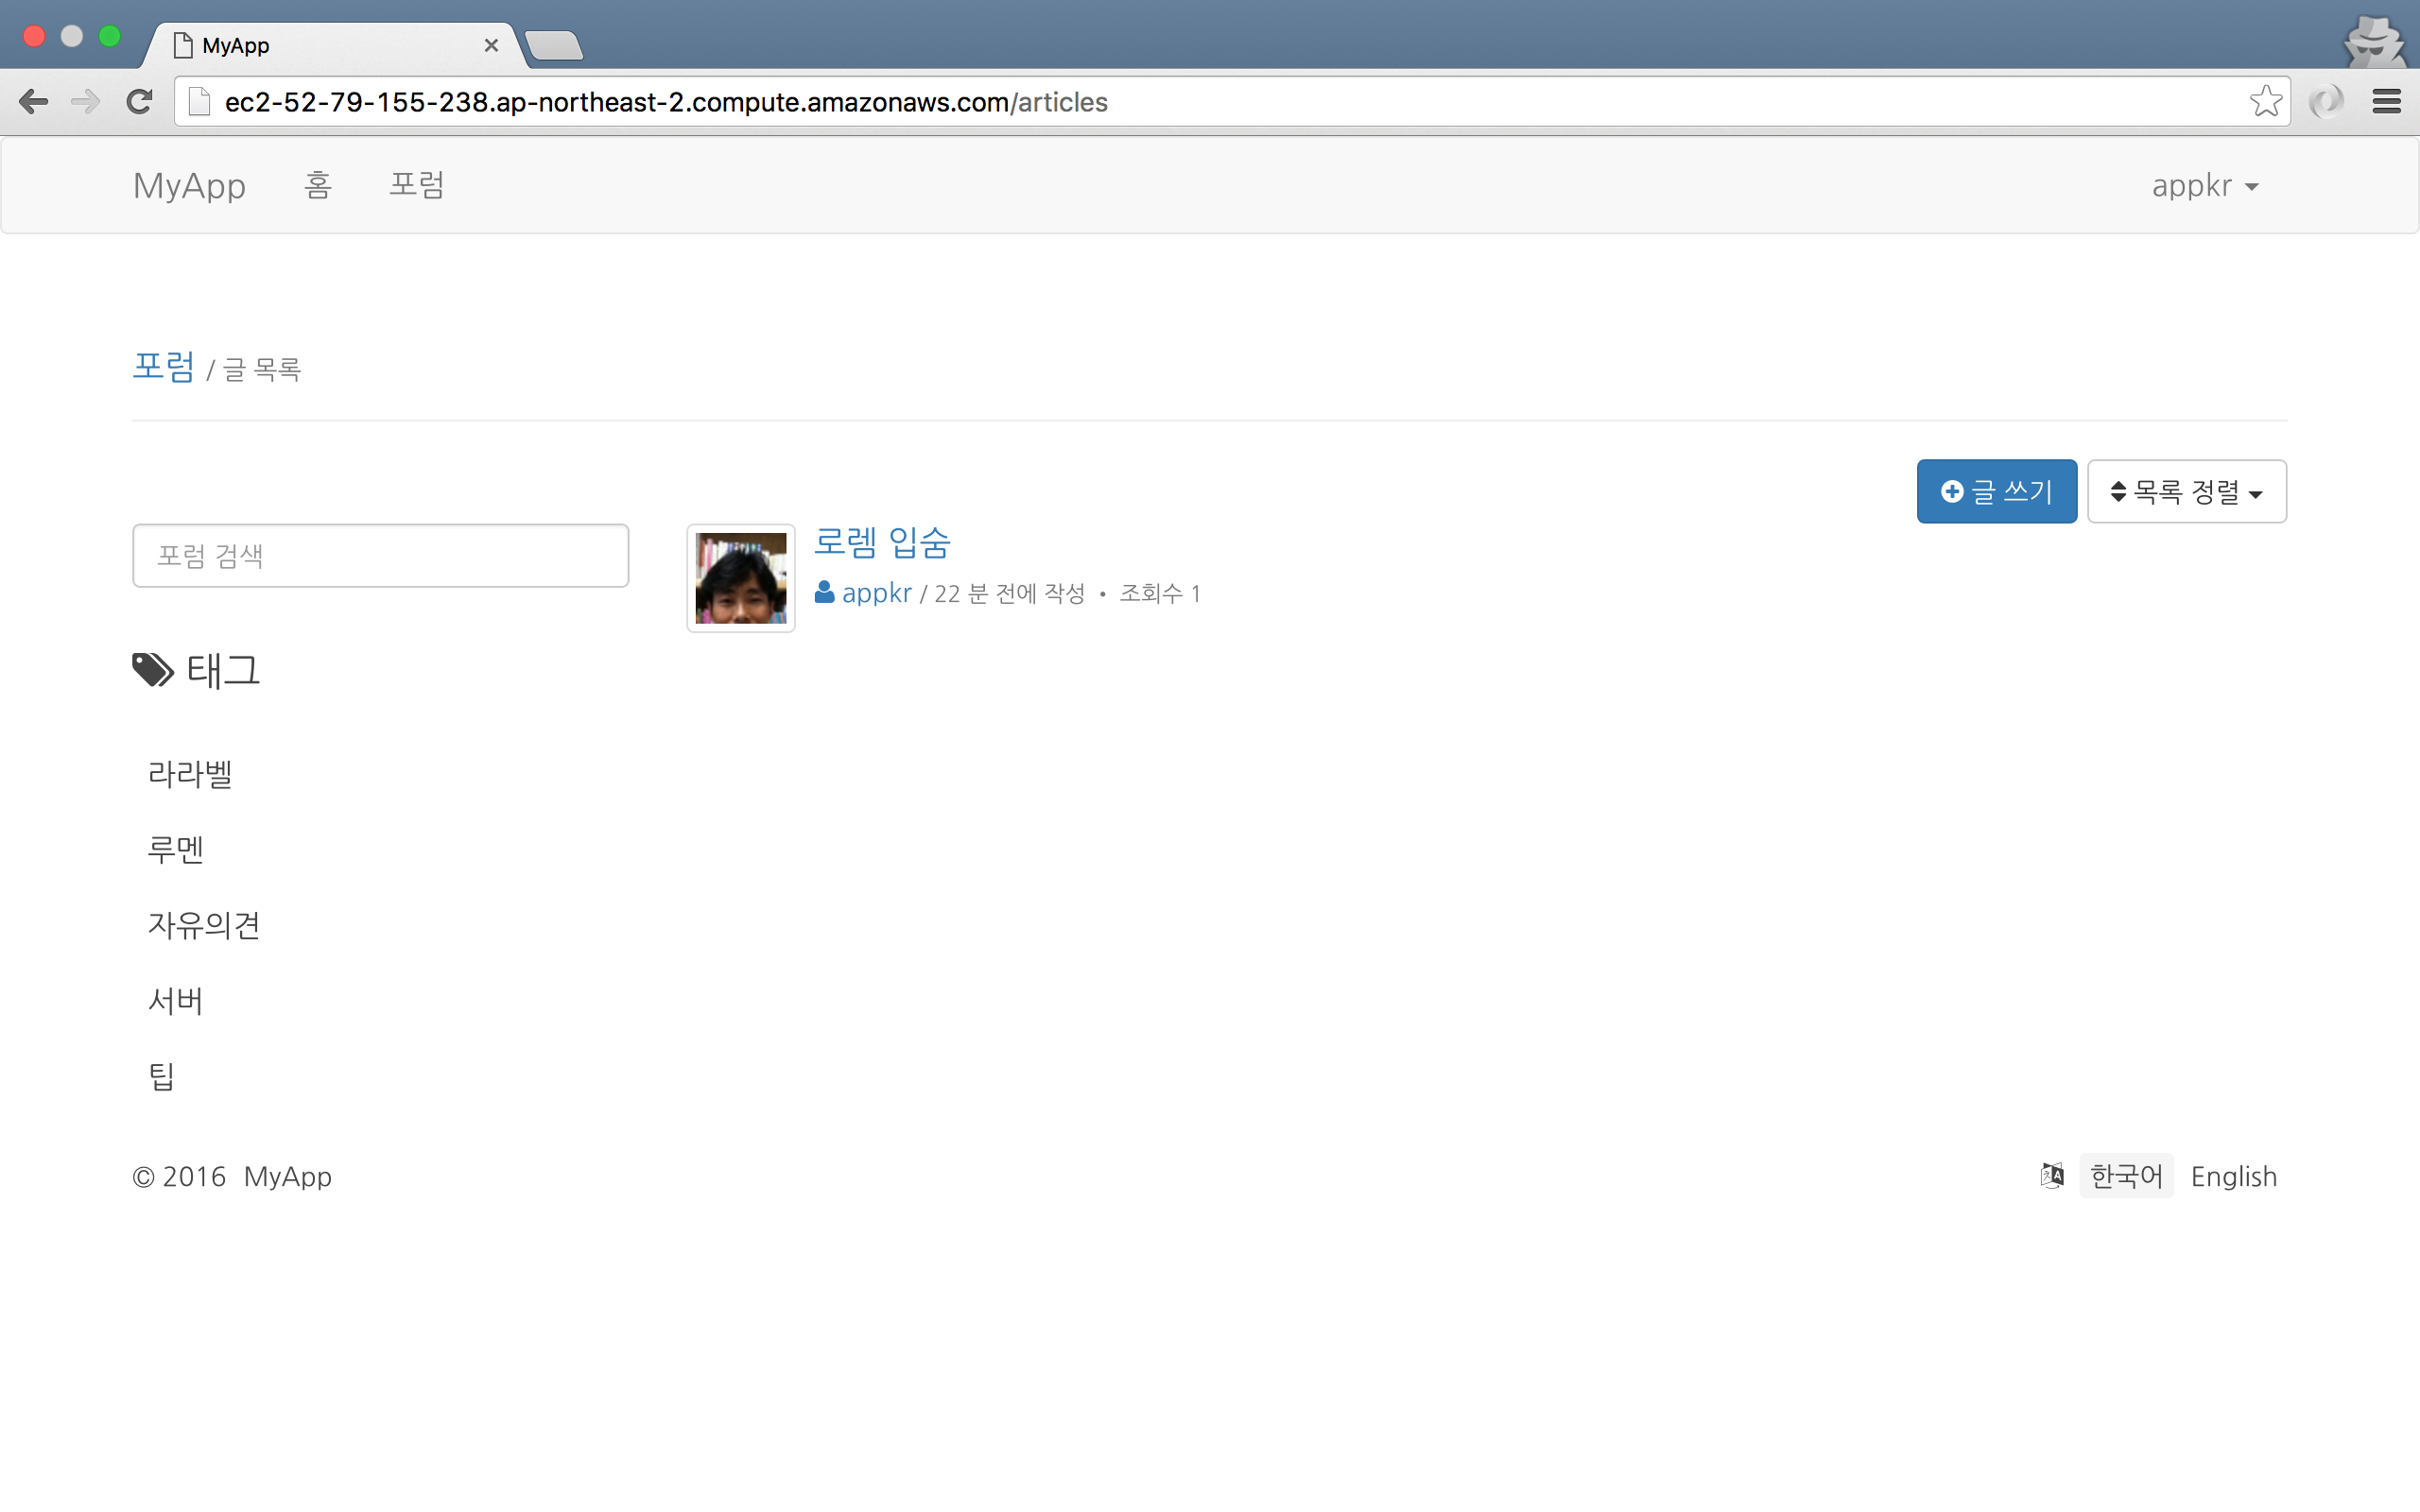 MyApp
ec2-52-79-155-238.ap-northeast-2.compute.amazonaws.com/articles
MyApp 홈 포럼 appkr
포럼 / 글 목록
글 쓰기 목록 정렬
포럼 검색
로렘 입숨
appkr / 22 분 전에 작성 • 조회수 1
태그
라라벨
루멘
자유의견
서버
팁
© 2016 MyApp 한국어 English